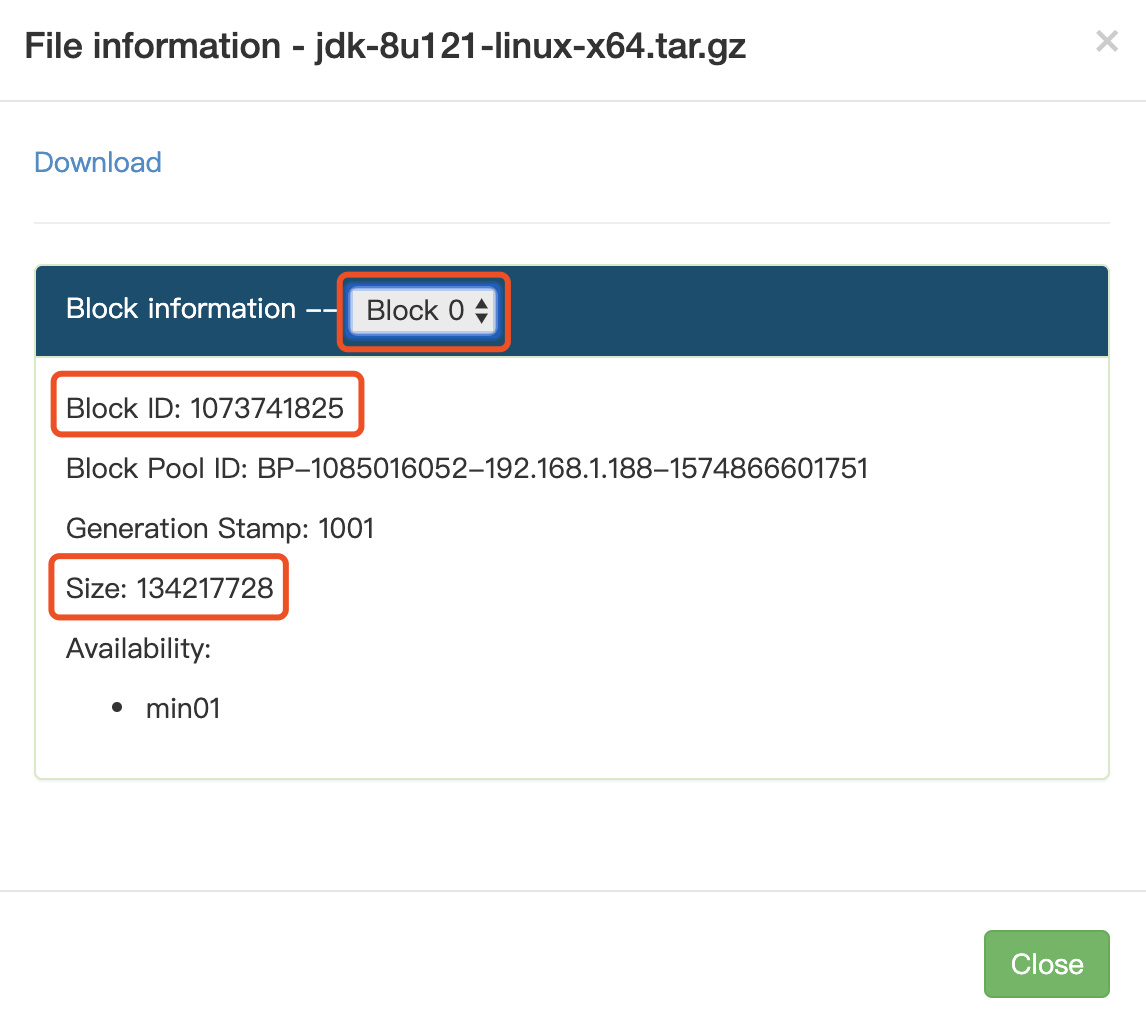 File information - jdk-8u121-linux-x64.tar.gz
×
Download
Block information -- Block 0
Block ID: 1073741825
Block Pool ID: BP-1085016052-192.168.1.188-1574866601751
Generation Stamp: 1001
Size: 134217728
Availability:
• min01
Close